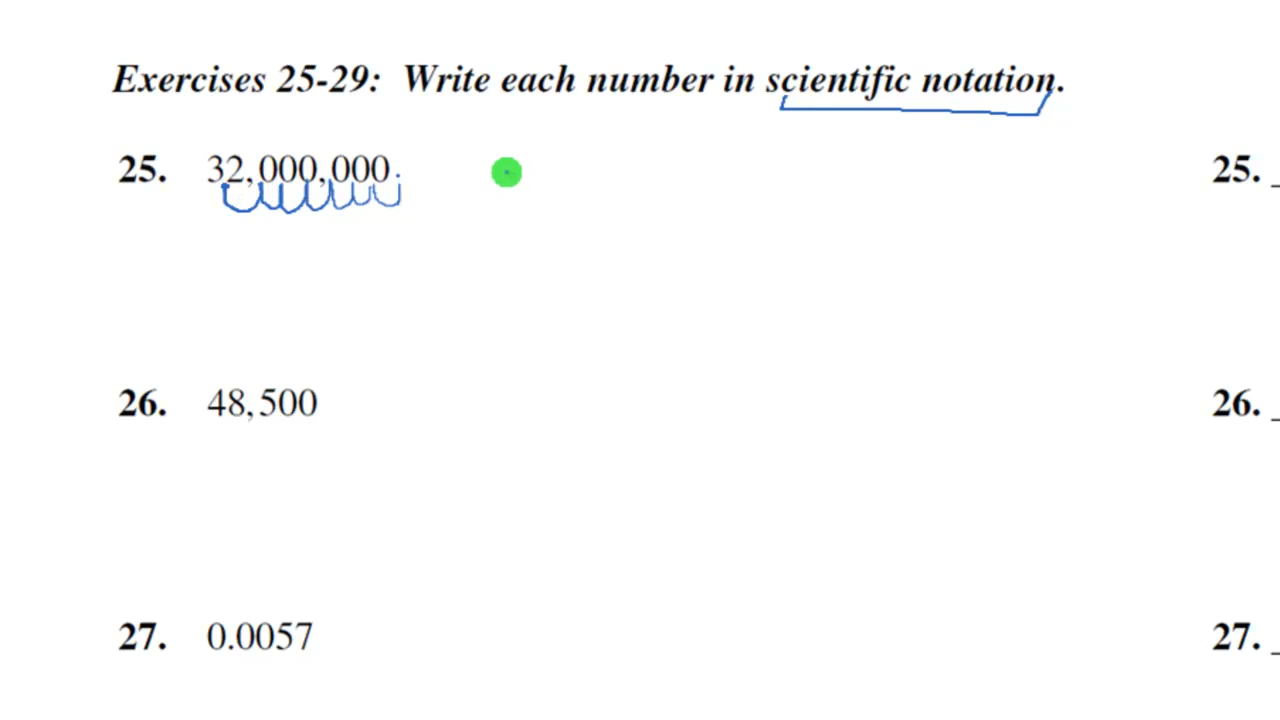 Exercises 25-29: Write each number in scientific notation.
25. 32,000,000. 25. _
26. 48,500 26. _
27. 0.0057 27. _